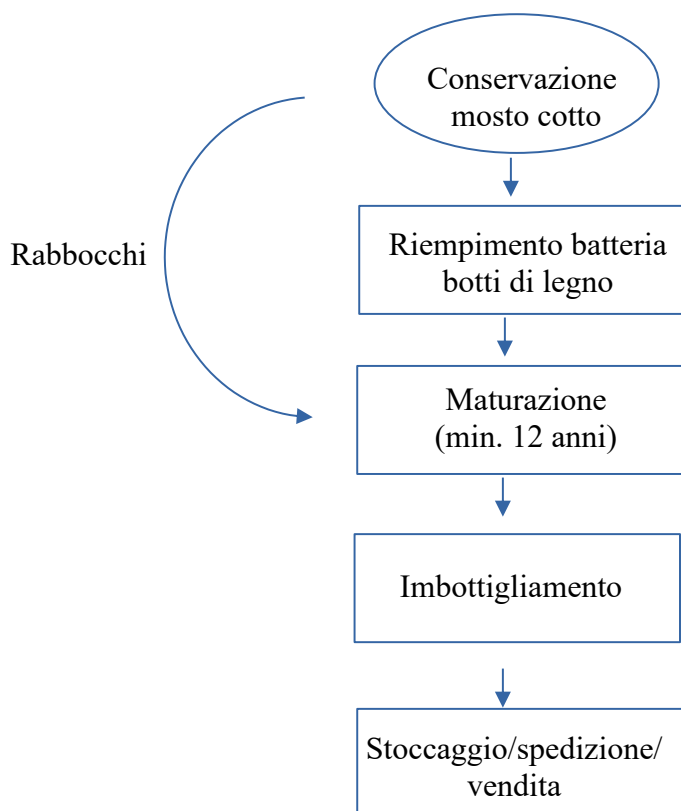 Conservazione
mosto cotto
Rabbocchi
Riempimento batteria
botti di legno
Maturazione
(min. 12 anni)
Imbottigliamento
Stoccaggio/spedizione/
vendita